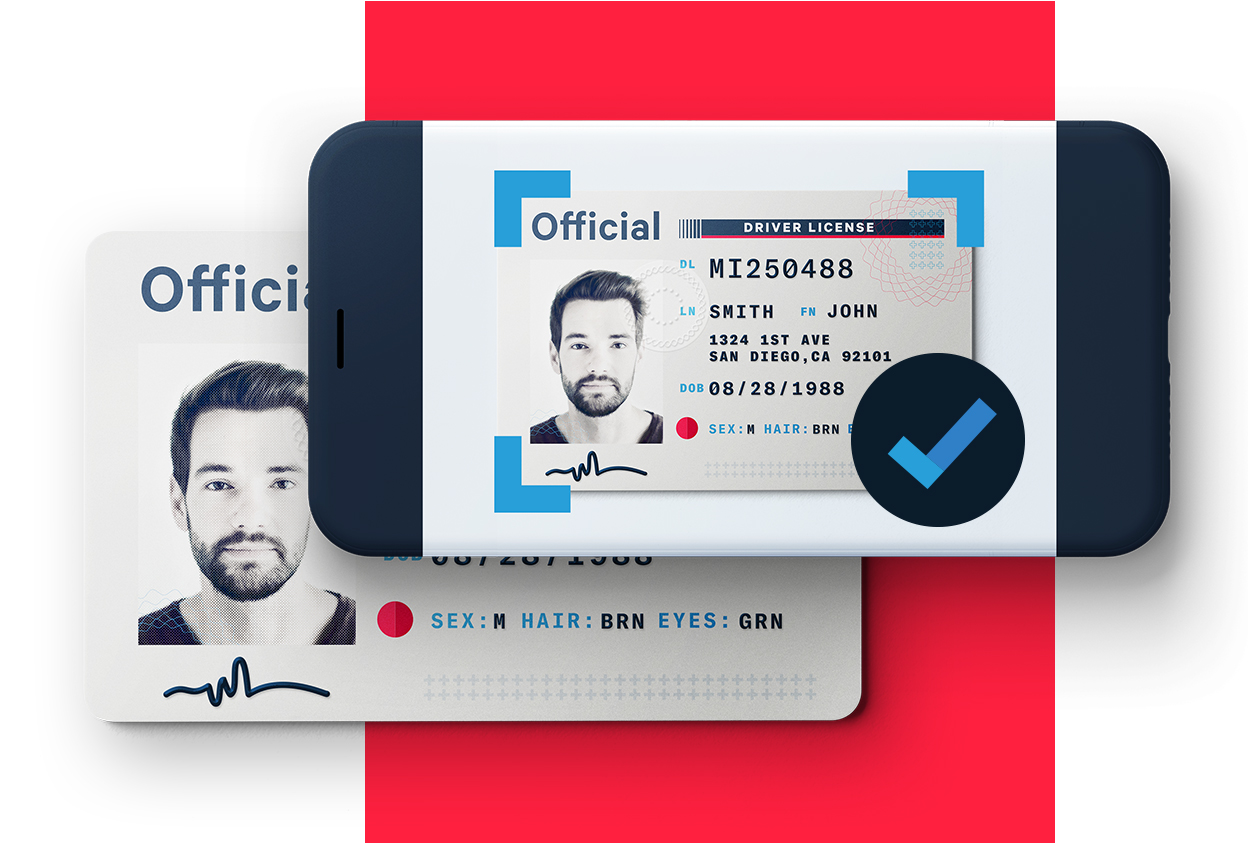 Official
DRIVER LICENSE
DL MI250488
LN SMITH FN JOHN
1324 1ST AVE
SAN DIEGO,CA 92101
DOB 08/28/1988
SEX:M HAIR:BRN E
Officia
DOB 08/28/1988
SEX:M HAIR:BRN EYES:GRN